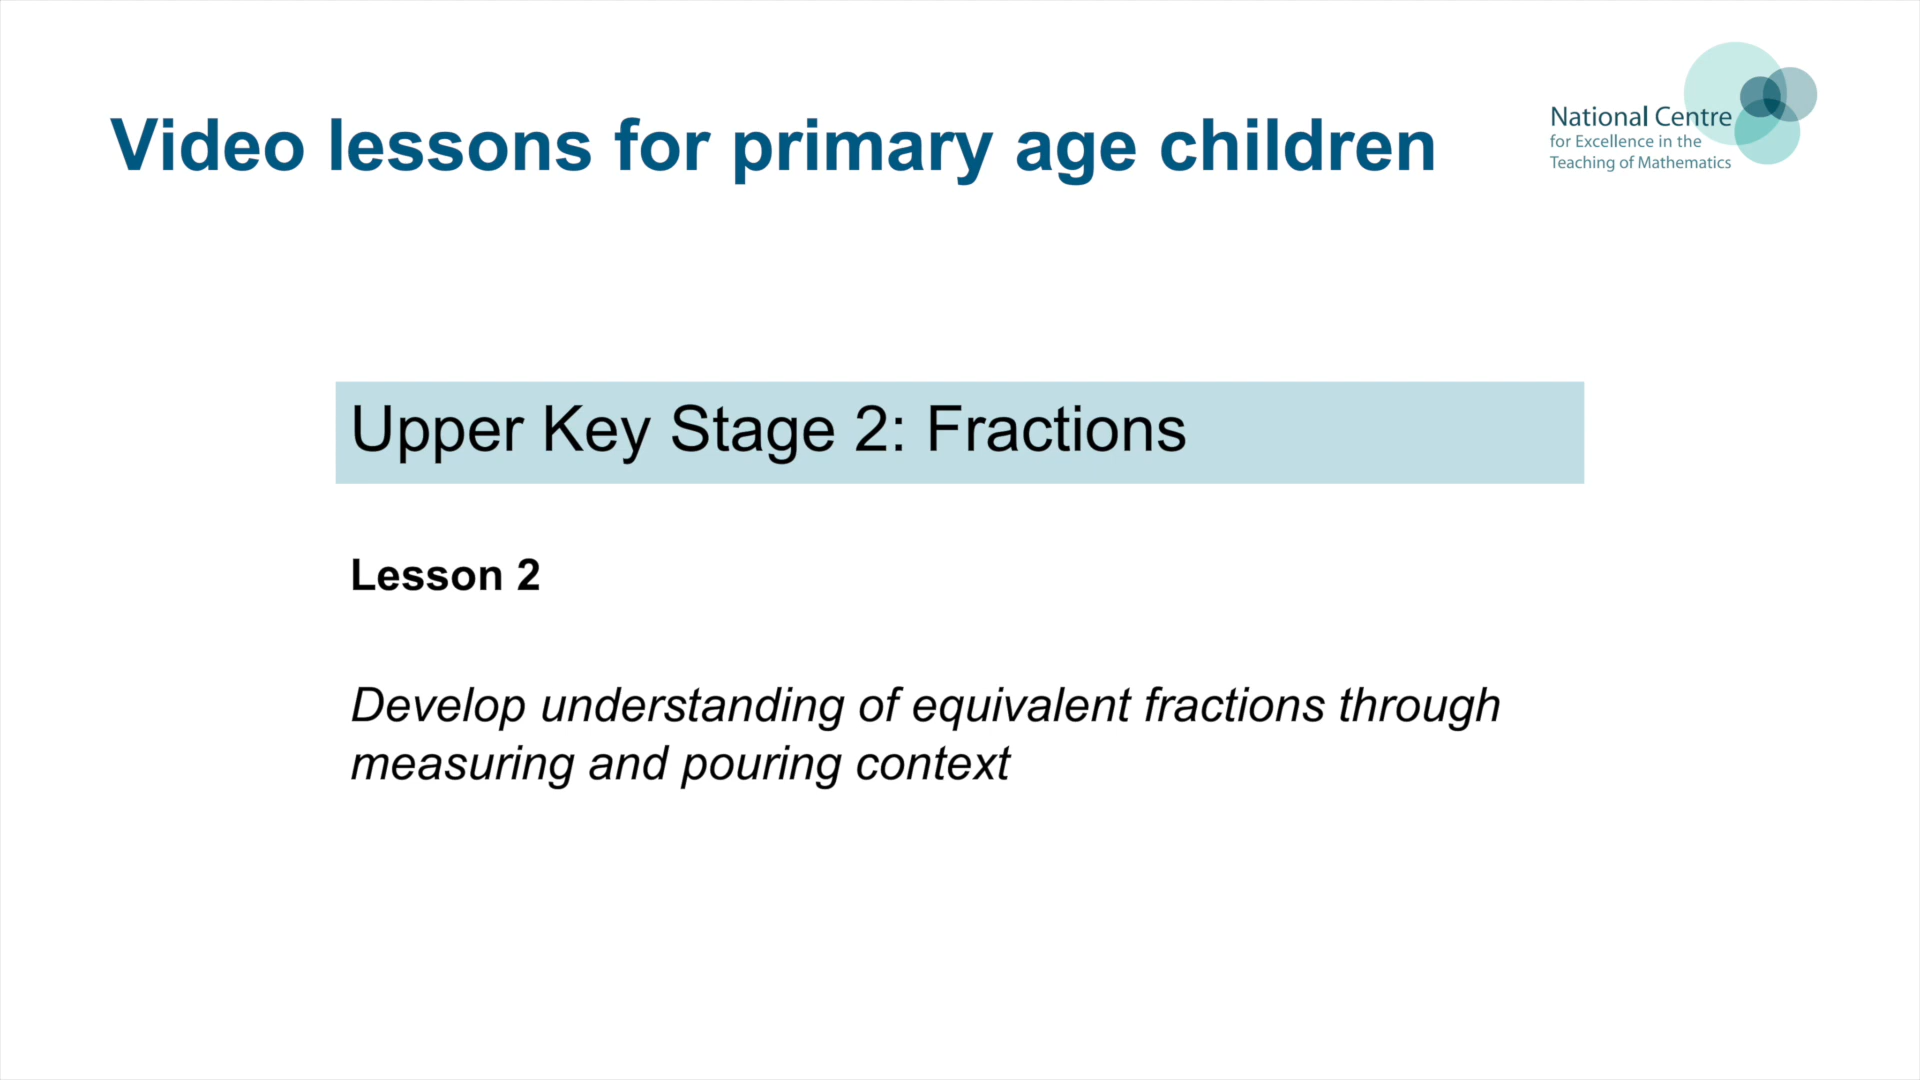 Video lessons for primary age children
National Centre
for Excellence in the
Teaching of Mathematics
Upper Key Stage 2: Fractions
Lesson 2
Develop understanding of equivalent fractions through
measuring and pouring context